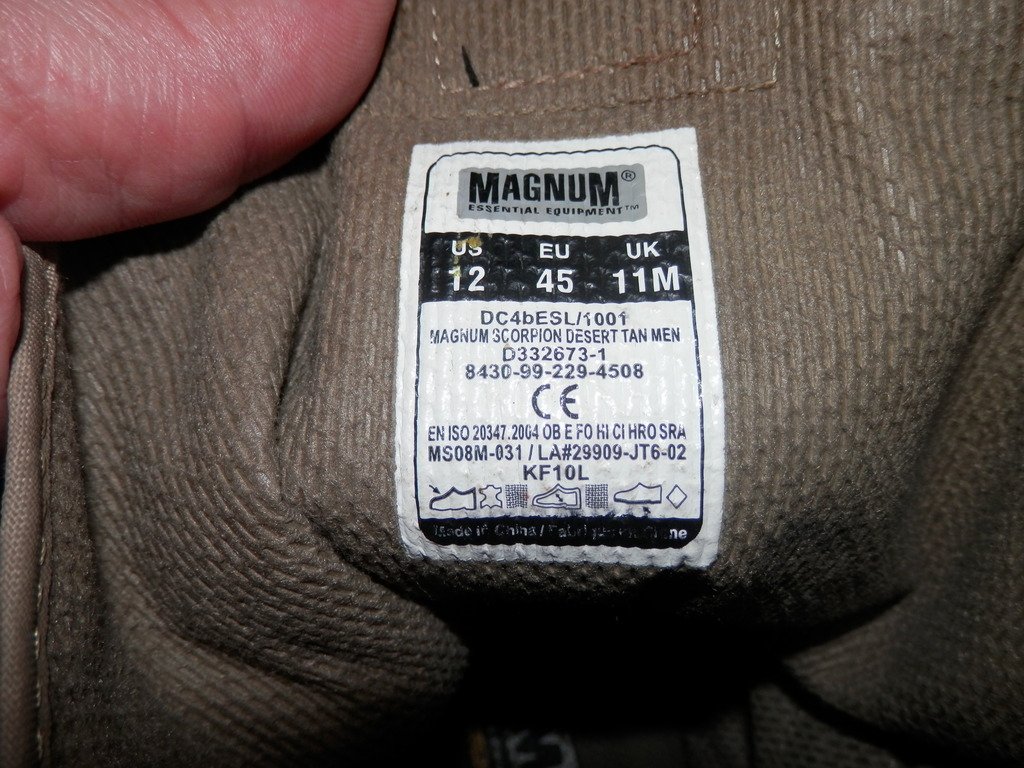 MAGNUM®
ESSENTIAL EQUIPMENT™
US EU UK
12 45 11M
DC4bESL/1001
MAGNUM SCORPION DESERT TAN MEN
D332673-1
8430-99-229-4508
CE
EN ISO 20347.2004 OB E FO HI CI HRO SRA
MS08M-031 / LA#29909-JT6-02
KF10L
Made in China /